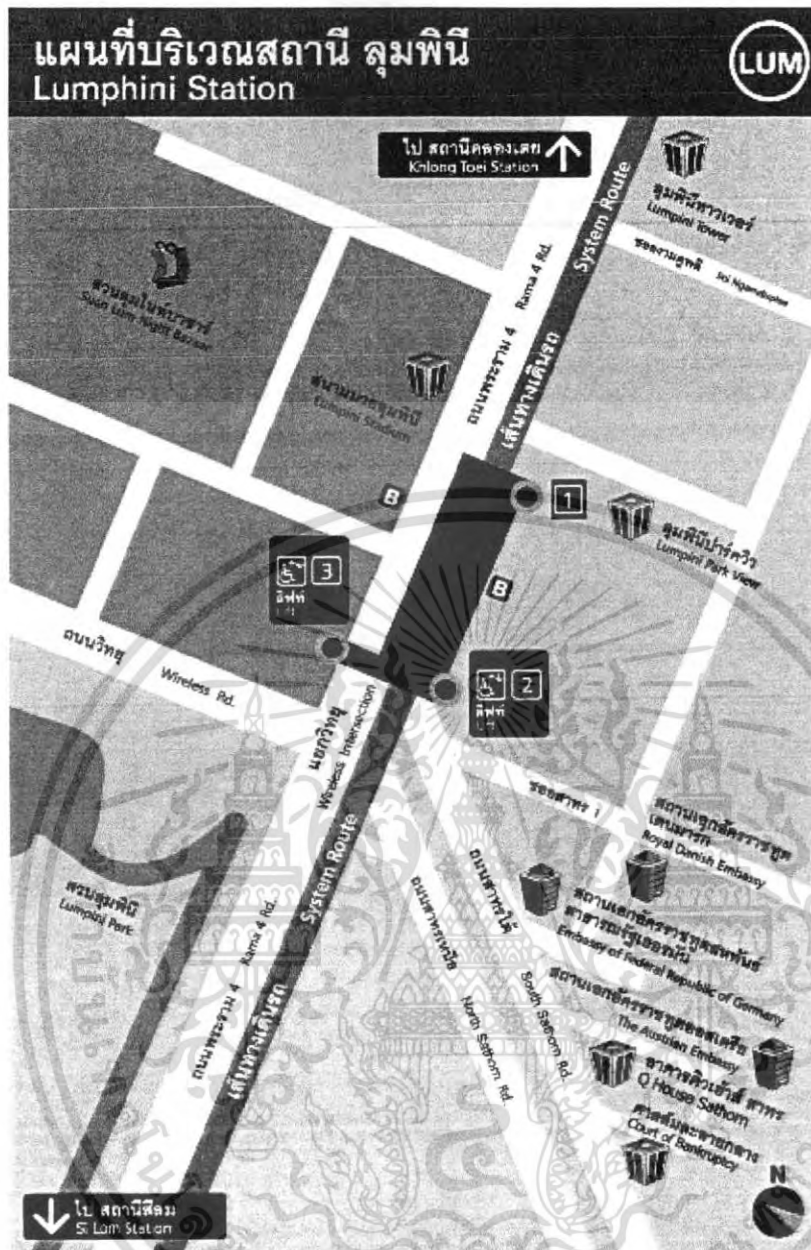 แผนที่บริเวณสถานี ลุมพินี
Lumphini Station
LUM
ไป สถานีคลองเตย
Khlong Toei Station
System Route
เส้นทางเดินรถ
ลุมพินีทาวเวอร์
Lumpini Tower
ซอยงามดูพลี Soi Ngamduplee
ถนนพระราม 4 Rama 4 Rd.
สวนลุมไนท์บาซาร์
Suan Lum Night Bazaar
สนามมวยลุมพินี
Lumpini Stadium
B
1
ลุมพินีปาร์ควิว
Lumpini Park View
B
3
ลิฟท์
2
ลิฟท์
ถนนวิทยุ Wireless Rd.
แยกวิทยุ
Wireless Intersection
ซอยสาทร 1
สวนลุมพินี
Lumpini Park
ถนนพระราม 4 Rama 4 Rd.
เส้นทางเดินรถ System Route
ถนนสาทรเหนือ North Sathorn Rd.
ถนนสาทรใต้ South Sathorn Rd.
สถานเอกอัครราชทูต
เดนมาร์ก
Royal Danish Embassy
สถานเอกอัครราชทูตสหพันธ์
สาธารณรัฐเยอรมัน
Embassy of Federal Republic of Germany
สถานเอกอัครราชทูตออสเตรีย
The Austrian Embassy
อาคารคิวเฮ้าส์ สาทร
Q House Sathorn
ศาลล้มละลายกลาง
Court of Bankruptcy
N
ไป สถานีสีลม
Si Lom Station